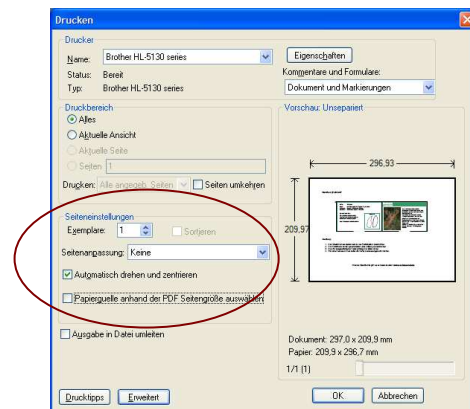 Drucken
Drucker
Name: Brother HL-5130 series
Eigenschaften
Status: Bereit
Kommentare und Formulare:
Typ: Brother HL-5130 series
Dokument und Markierungen
Druckbereich
Vorschau: Unsepariert
Alles
Aktuelle Ansicht
Aktuelle Seite
Seiten 1
Drucken: Alle angegeb. Seiten
Seiten umkehren
296,93
209,97
Seiteneinstellungen
Exemplare: 1
Sortieren
Seitenanpassung: Keine
Automatisch drehen und zentrieren
Papierquelle anhand der PDF Seitengröße auswählen
Ausgabe in Datei umleiten
Dokument: 297,0 x 209,9 mm
Papier: 209,9 x 296,7 mm
1/1 (1)
Drucktipps
Erweitert
OK
Abbrechen